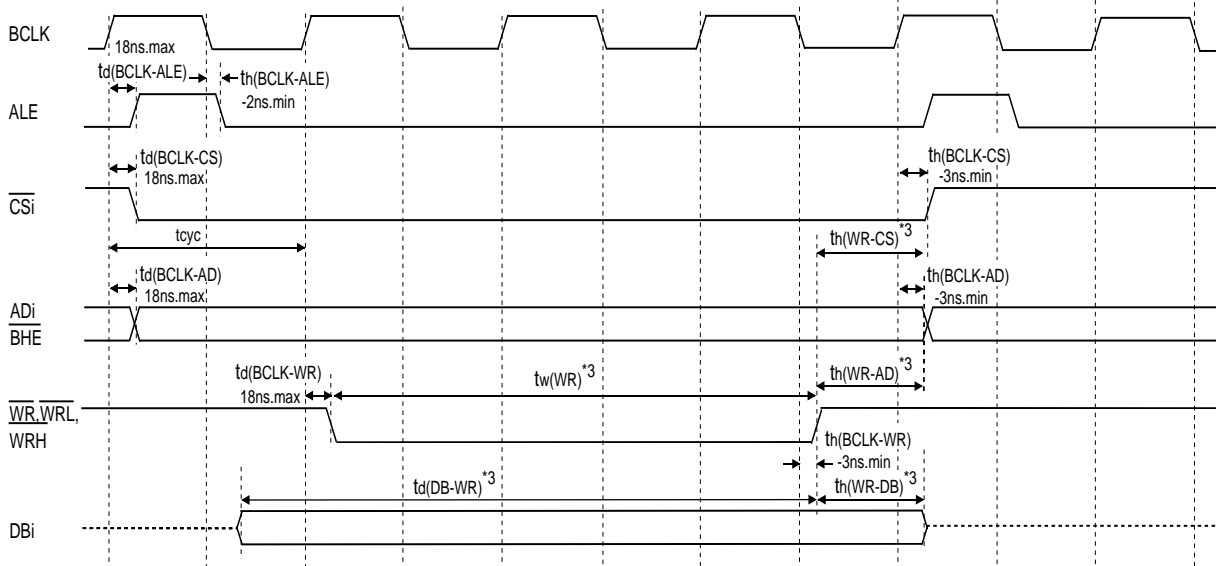 BCLK
18ns.max
td(BCLK-ALE)
th(BCLK-ALE)
-2ns.min
ALE
td(BCLK-CS)
18ns.max
th(BCLK-CS)
-3ns.min
CSi
tcyc
th(WR-CS)*3
td(BCLK-AD)
18ns.max
th(BCLK-AD)
-3ns.min
ADi
BHE
td(BCLK-WR)
18ns.max
tw(WR)*3
th(WR-AD)*3
WR,WRL,
WRH
th(BCLK-WR)
-3ns.min
td(DB-WR)*3
th(WR-DB)*3
DBi